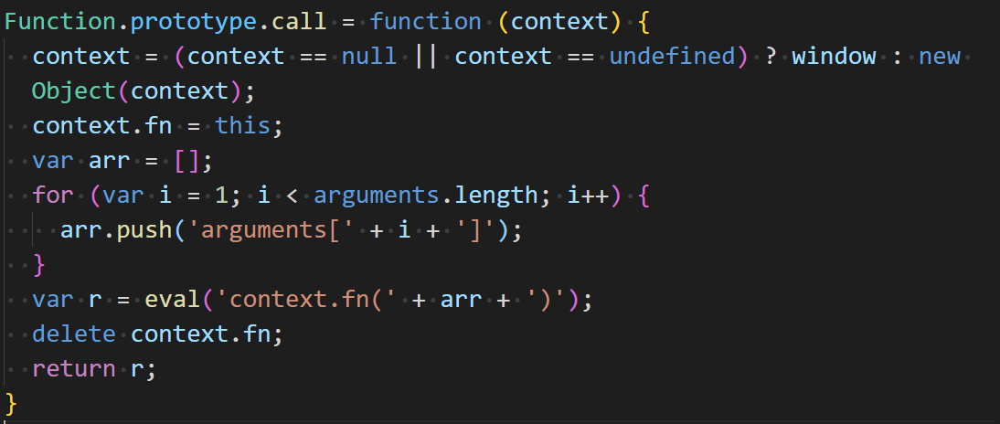 Function.prototype.call = function (context) {
  context = (context == null || context == undefined) ? window : new
  Object(context);
  context.fn = this;
  var arr = [];
  for (var i = 1; i < arguments.length; i++) {
    arr.push('arguments[' + i + ']');
  }
  var r = eval('context.fn(' + arr + ')');
  delete context.fn;
  return r;
}